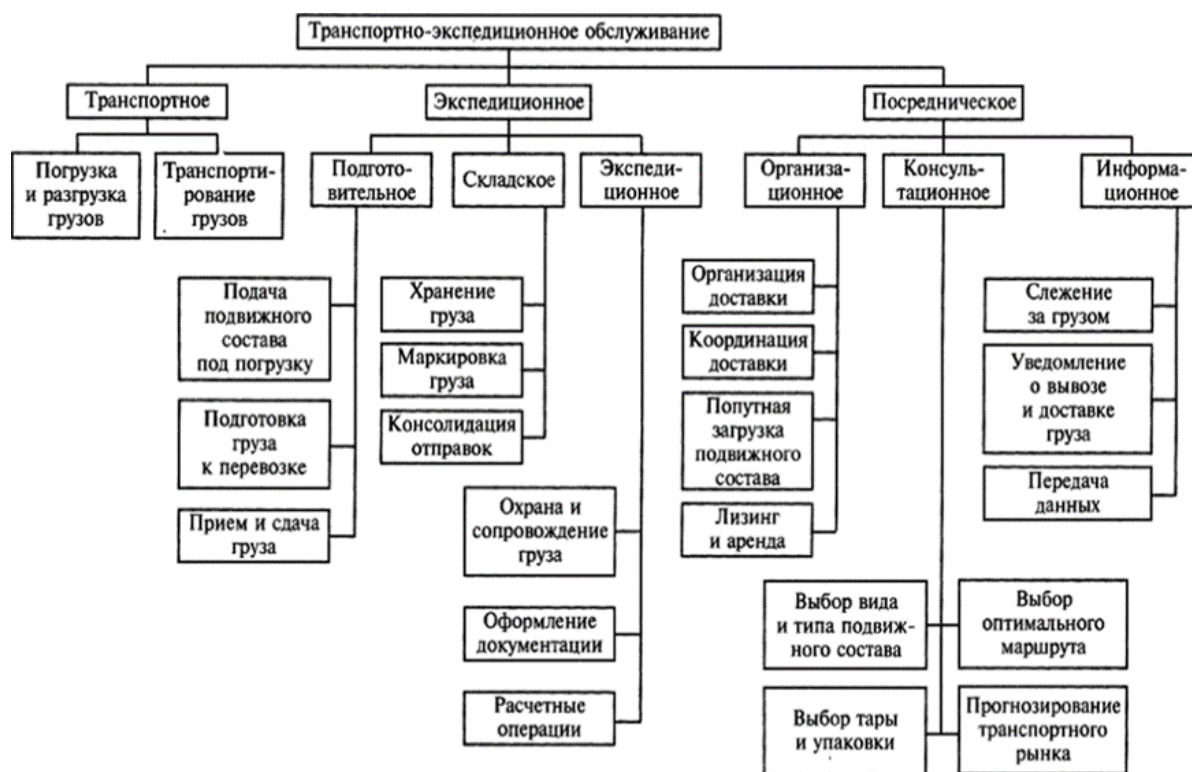 Транспортно-экспедиционное обслуживание
Транспортное
Экспедиционное
Посредническое
Погрузка
и разгрузка
грузов
Транспорти-
рование
грузов
Подгото-
вительное
Складское
Экспеди-
ционное
Организа-
ционное
Консуль-
тационное
Информа-
ционное
Подача
подвижного
состава
под погрузку
Подготовка
груза
к перевозке
Прием и сдача
груза
Хранение
груза
Маркировка
груза
Консолидация
отправок
Охрана и
сопровождение
груза
Оформление
документации
Расчетные
операции
Организация
доставки
Координация
доставки
Попутная
загрузка
подвижного
состава
Лизинг
и аренда
Выбор вида
и типа подвиж-
ного состава
Выбор
оптимального
маршрута
Выбор тары
и упаковки
Прогнозирование
транспортного
рынка
Слежение
за грузом
Уведомление
о вывозе
и доставке
груза
Передача
данных